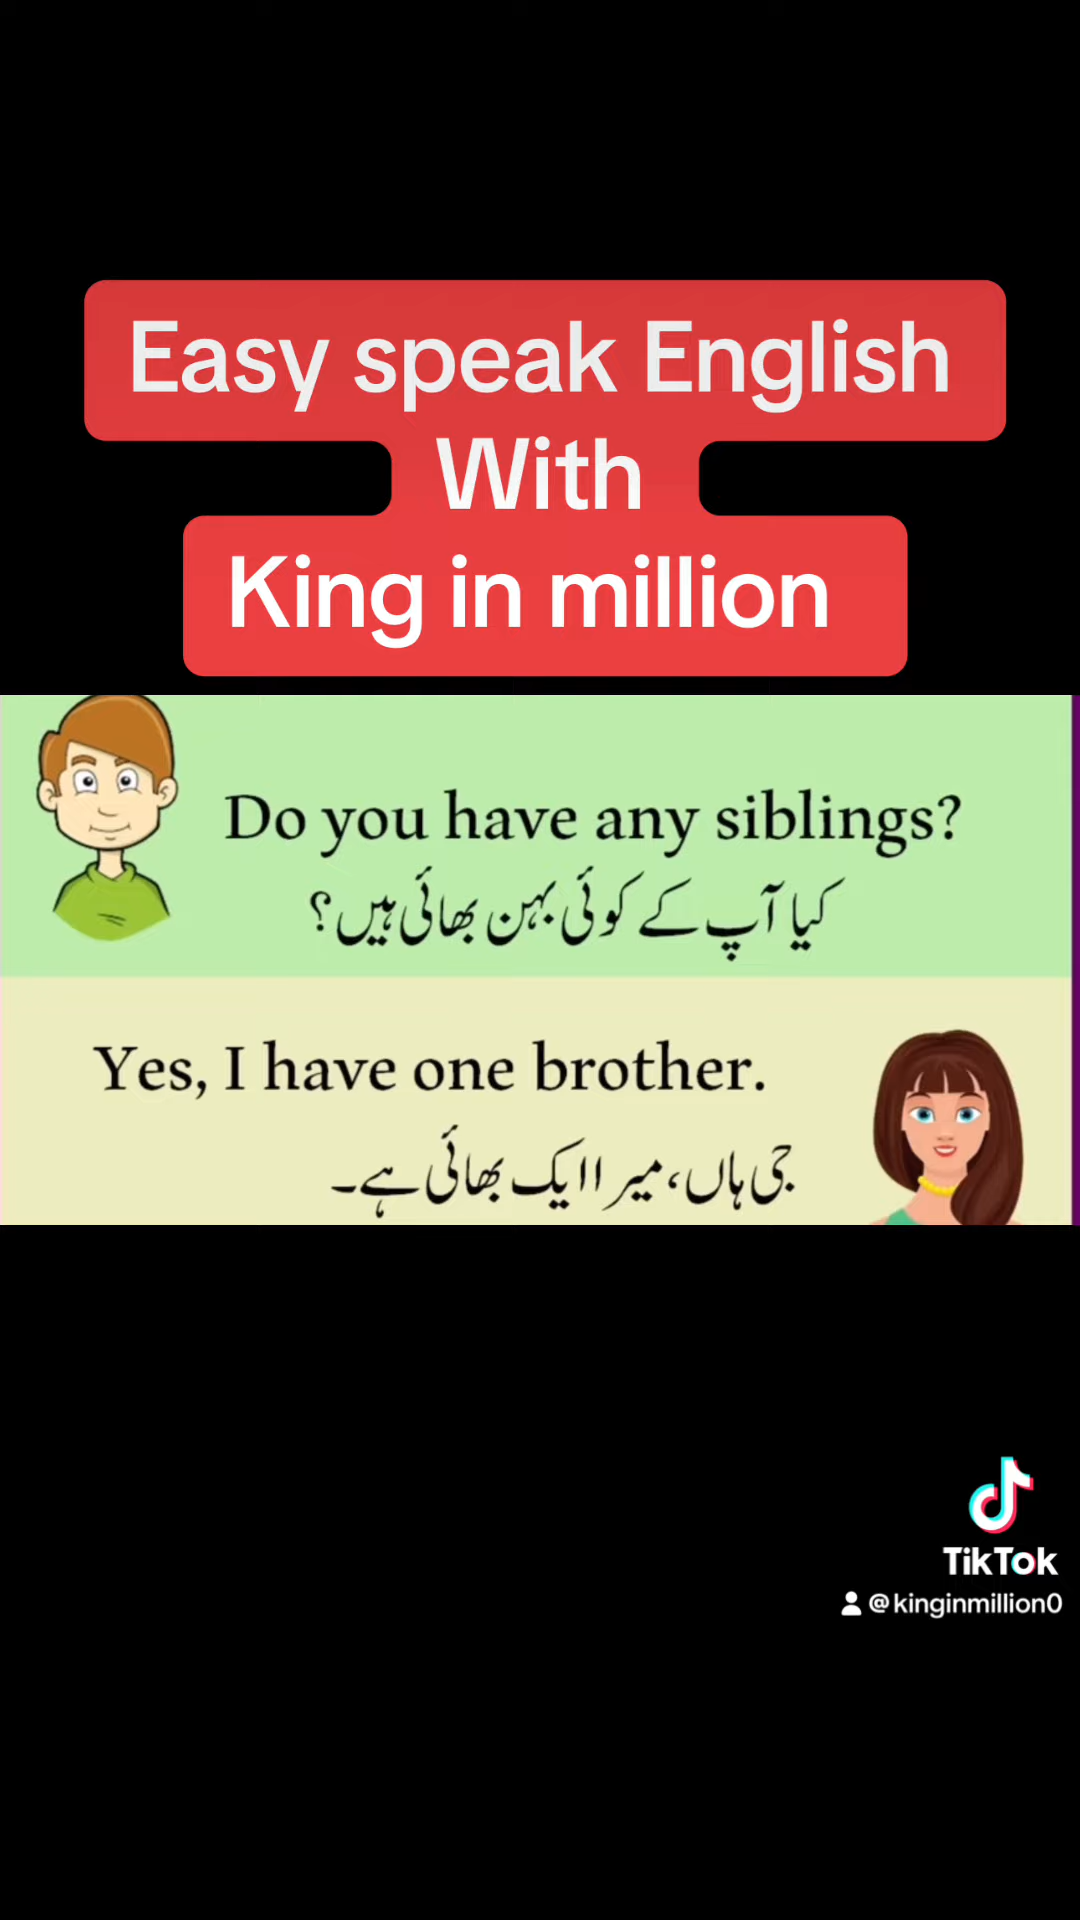 Easy speak English
With
King in million
Do you have any siblings?
کیا آپ کے کوئی بہن بھائی ہیں؟
Yes, I have one brother.
جی ہاں، میرا ایک بھائی ہے۔
TikTok
@kinginmillion0